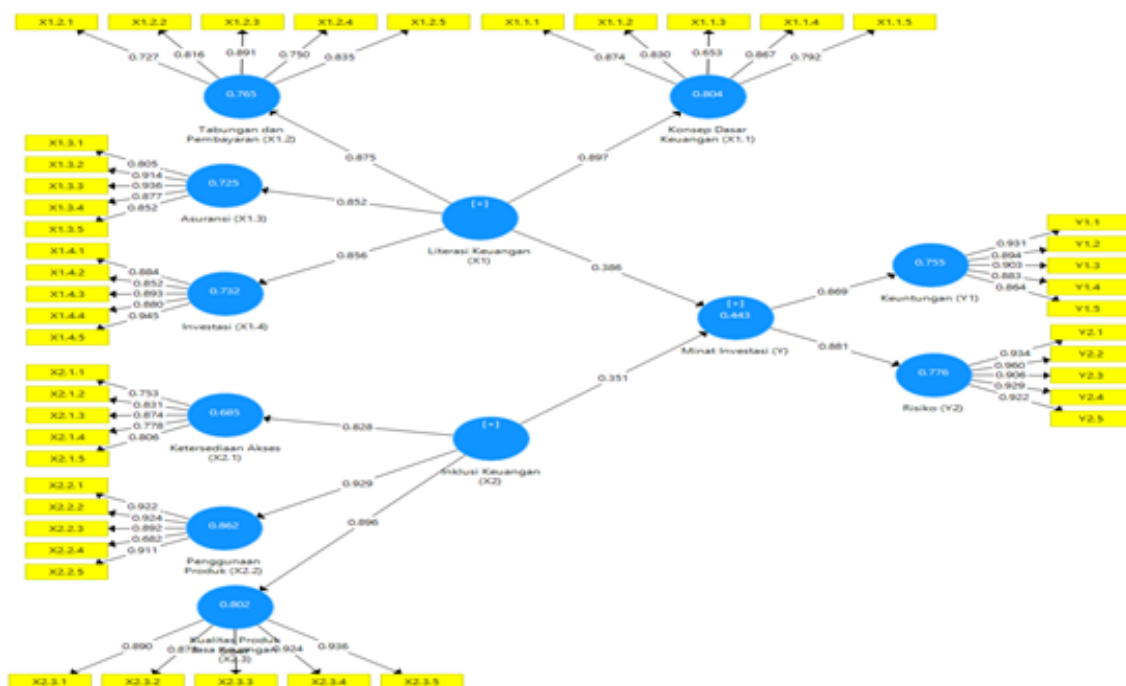 X1.2.1 X1.2.2 X1.2.3 X1.2.4 X1.2.5 X1.1.1 X1.1.2 X1.1.3 X1.1.4 X1.1.5
0.727 0.816 0.891 0.750 0.835 0.874 0.830 0.653 0.867 0.792
0.765 0.804
Tabungan dan
Pembayaran (X1.2)
Konsep Dasar
Keuangan (X1.1)
0.875 0.897
X1.3.1
X1.3.2
X1.3.3
X1.3.4
X1.3.5
0.805
0.914
0.936
0.877
0.852
0.725
Asuransi (X1.3)
0.852
[+]
Literasi Keuangan
(X1)
0.856
0.386
X1.4.1
X1.4.2
X1.4.3
X1.4.4
X1.4.5
0.884
0.852
0.893
0.880
0.945
0.732
Investasi (X1.4)
[+]
0.443
Minat Investasi (Y)
0.869
0.881
0.755
Keuntungan (Y1)
0.931
0.894
0.903
0.883
0.864
Y1.1
Y1.2
Y1.3
Y1.4
Y1.5
0.776
Risiko (Y2)
0.934
0.960
0.906
0.929
0.922
Y2.1
Y2.2
Y2.3
Y2.4
Y2.5
0.351
X2.1.1
X2.1.2
X2.1.3
X2.1.4
X2.1.5
0.753
0.831
0.874
0.778
0.806
0.685
Ketersediaan Akses
(X2.1)
0.828
[+]
Inklusi Keuangan
(X2)
0.929
0.896
X2.2.1
X2.2.2
X2.2.3
X2.2.4
X2.2.5
0.922
0.924
0.892
0.682
0.911
0.862
Penggunaan
Produk (X2.2)
0.802
Kualitas Produk
Jasa Keuangan
(X2.3)
0.890 0.924 0.936
X2.3.1 X2.3.2 X2.3.3 X2.3.4 X2.3.5